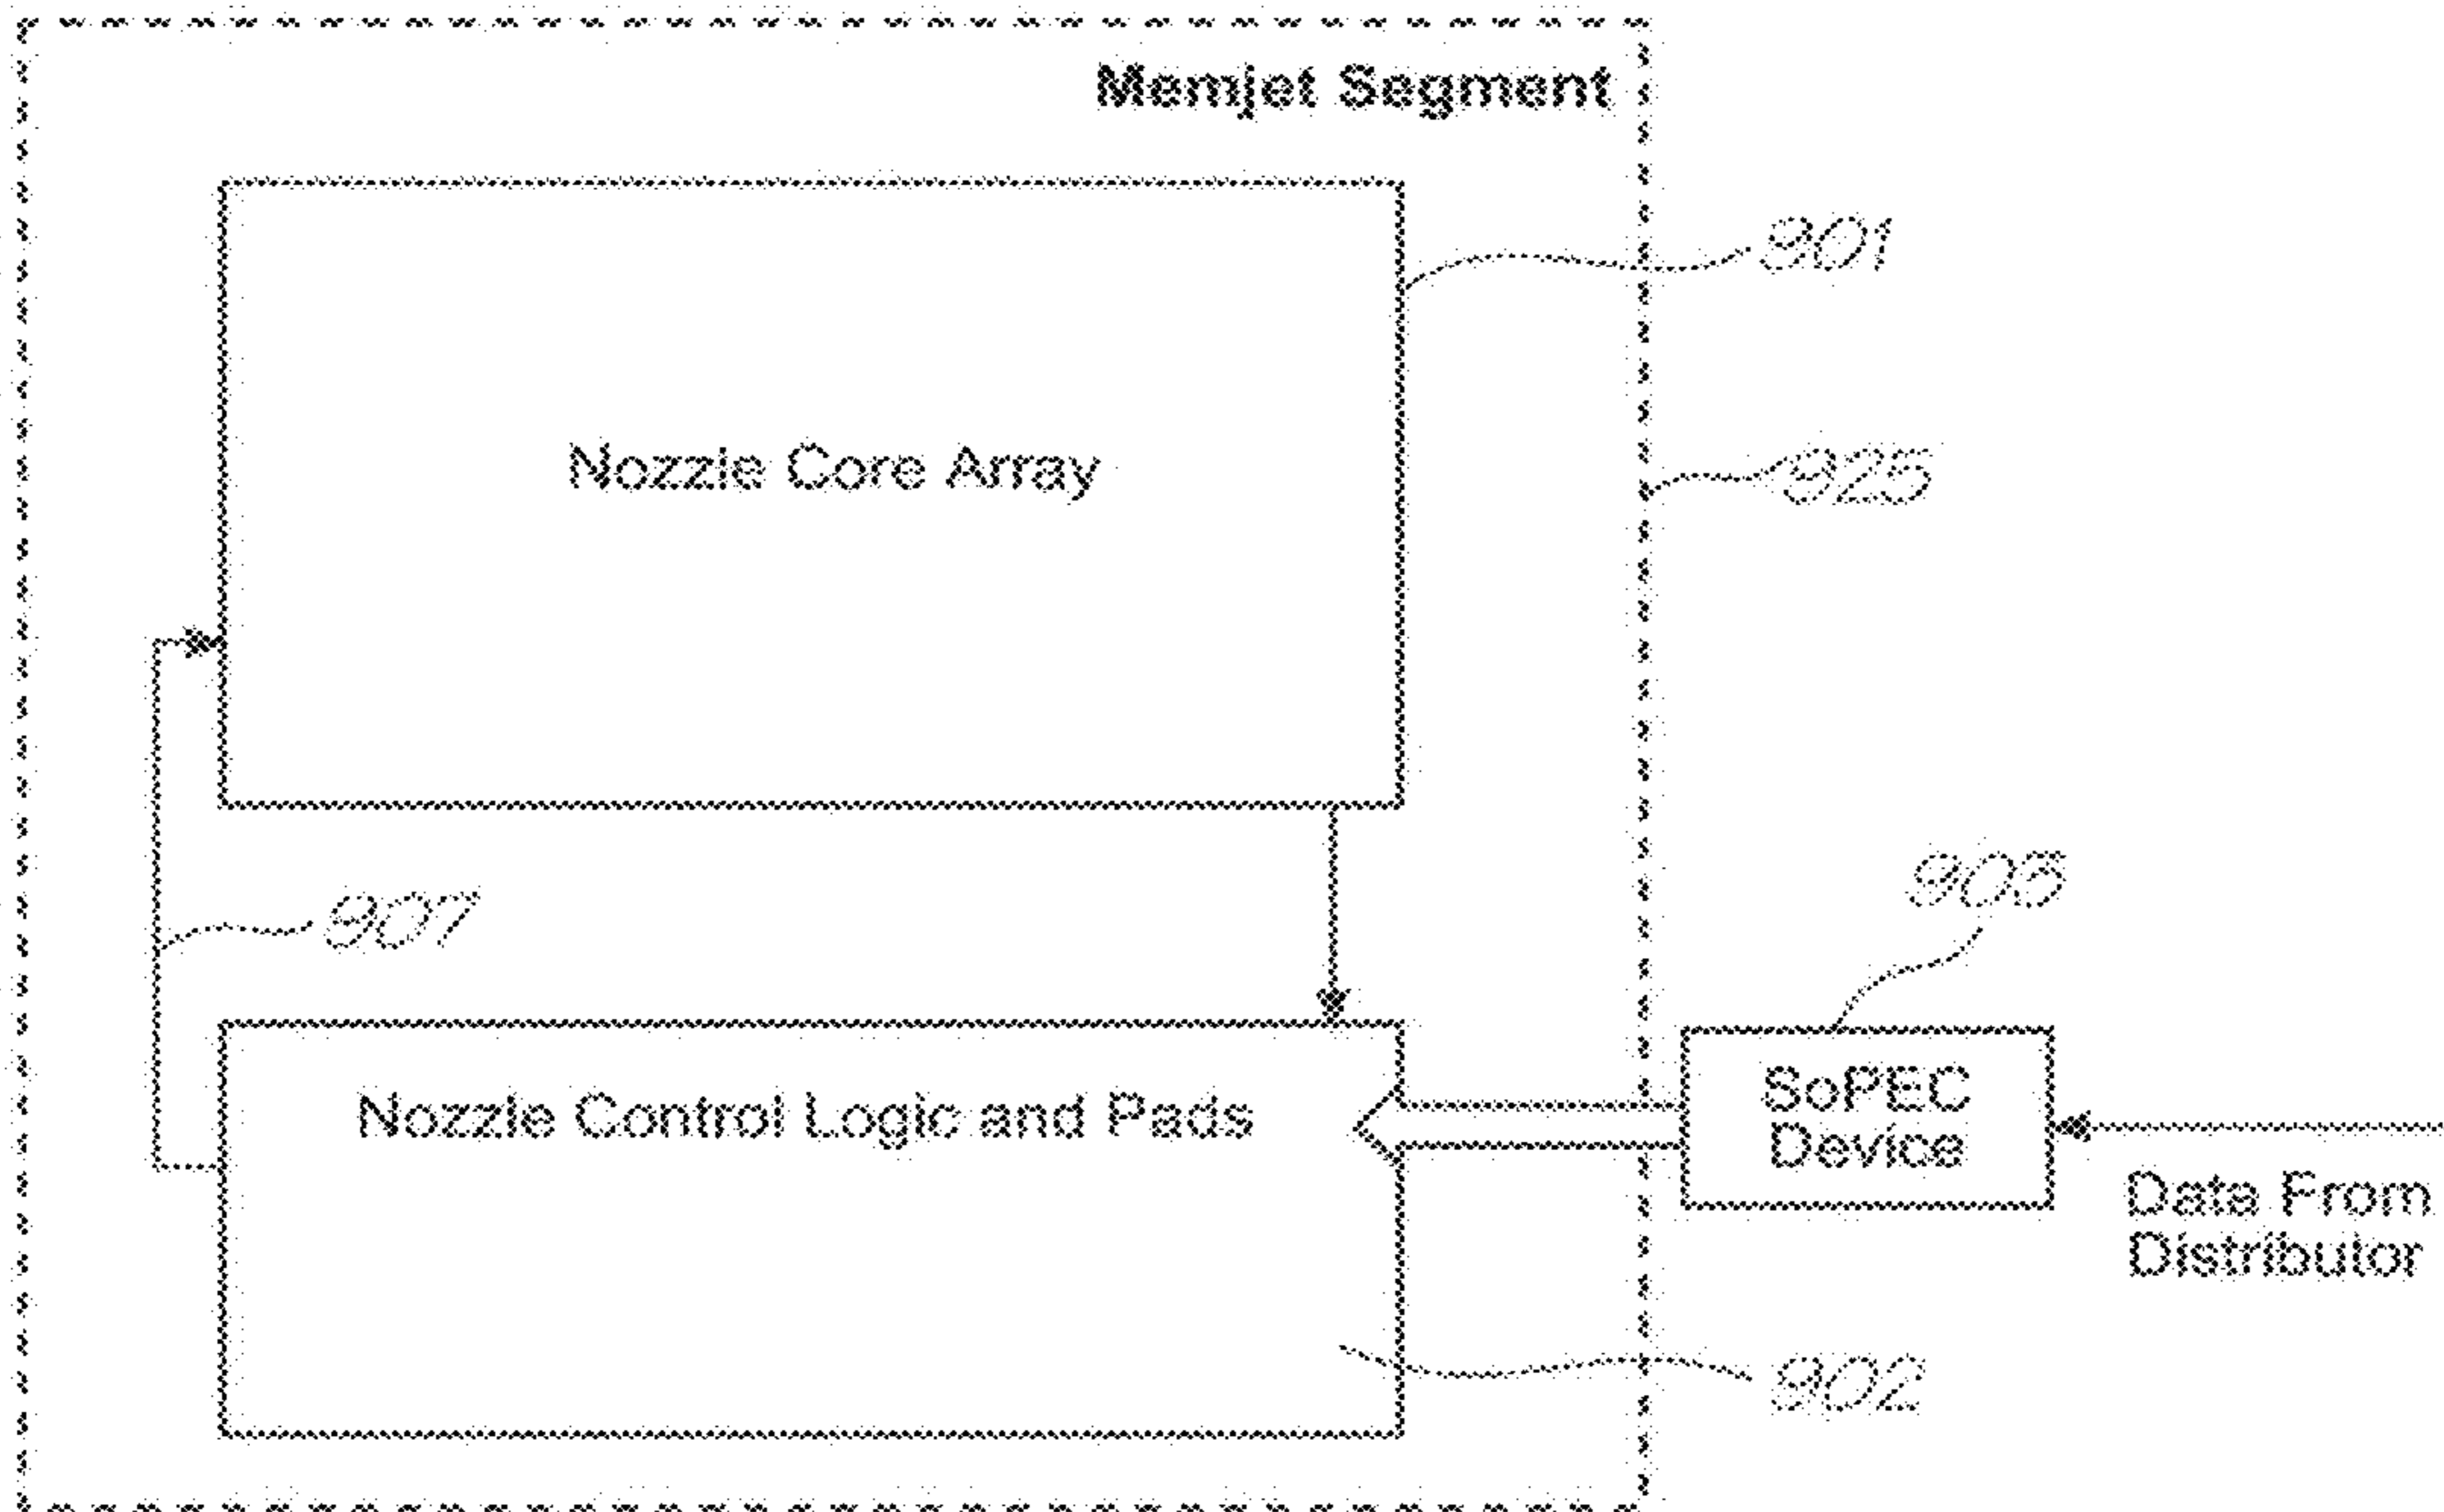 Memjet Segment
901
Nozzle Core Array
925
907
Nozzle Control Logic and Pads
SoPEC
Device
Data From
Distributor
902